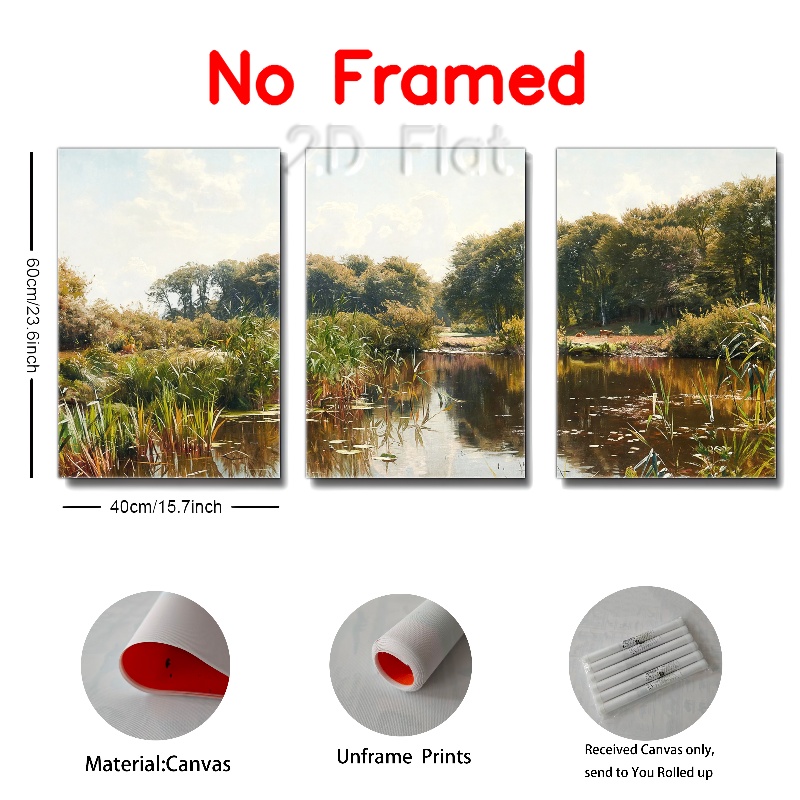 No Framed
2D Flat
60cm/23.6inch
40cm/15.7inch
Material:Canvas
Unframe Prints
Received Canvas only,
send to You Rolled up